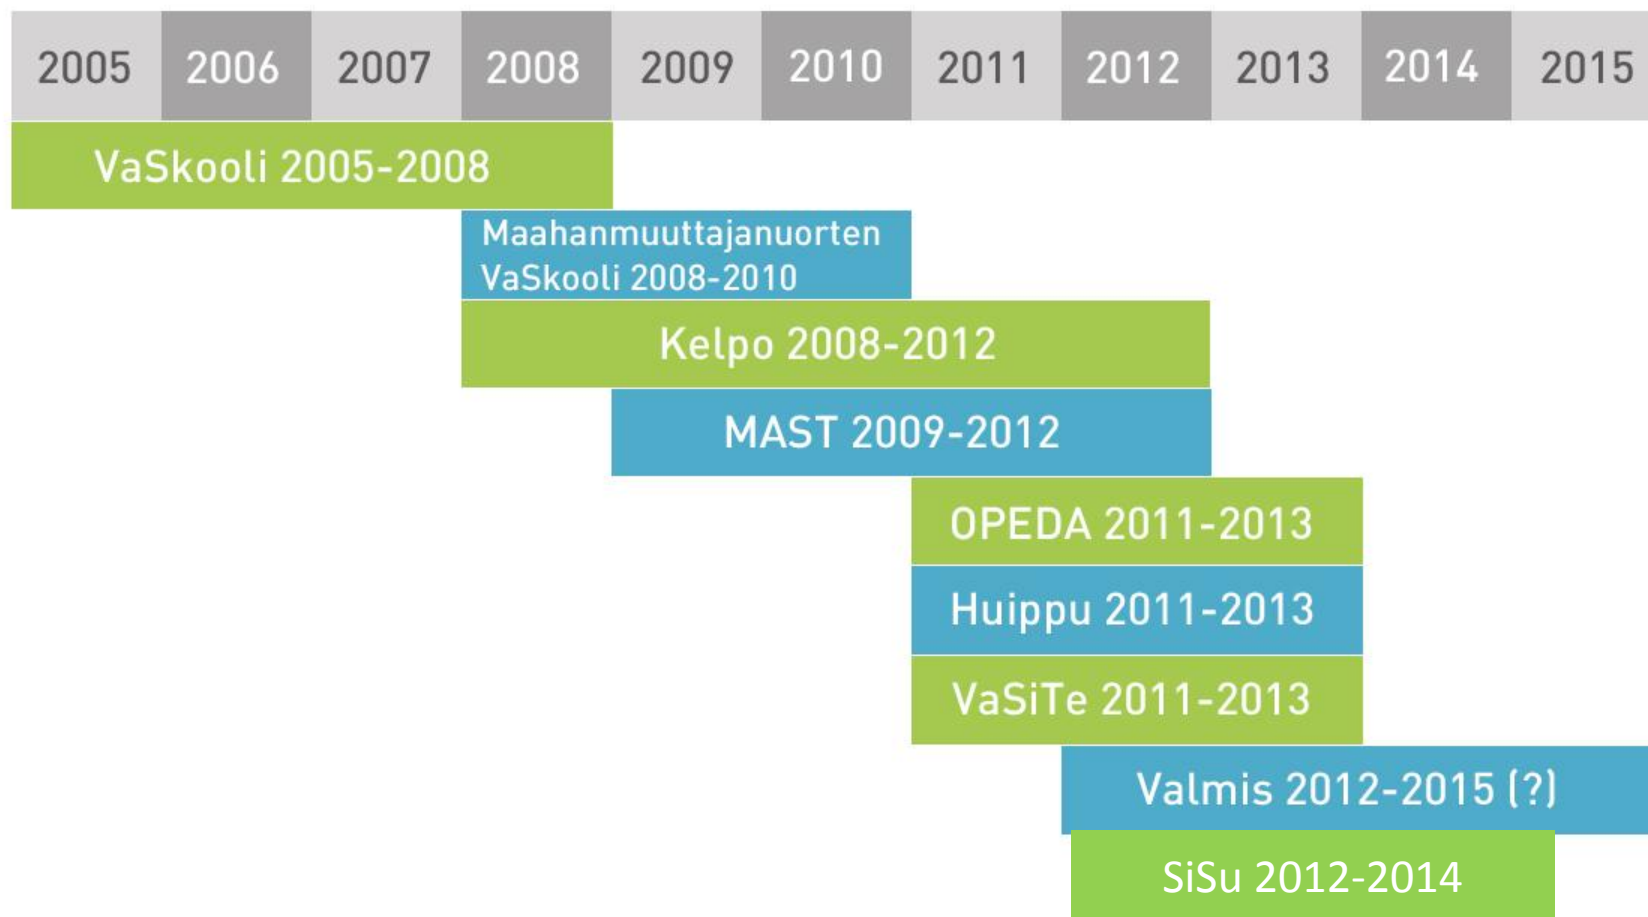 2005 2006 2007 2008 2009 2010 2011 2012 2013 2014 2015
VaSkooli 2005-2008
Maahanmuuttajanuorten
VaSkooli 2008-2010
Kelpo 2008-2012
MAST 2009-2012
OPEDA 2011-2013
Huippu 2011-2013
VaSiTe 2011-2013
Valmis 2012-2015 (?)
SiSu 2012-2014